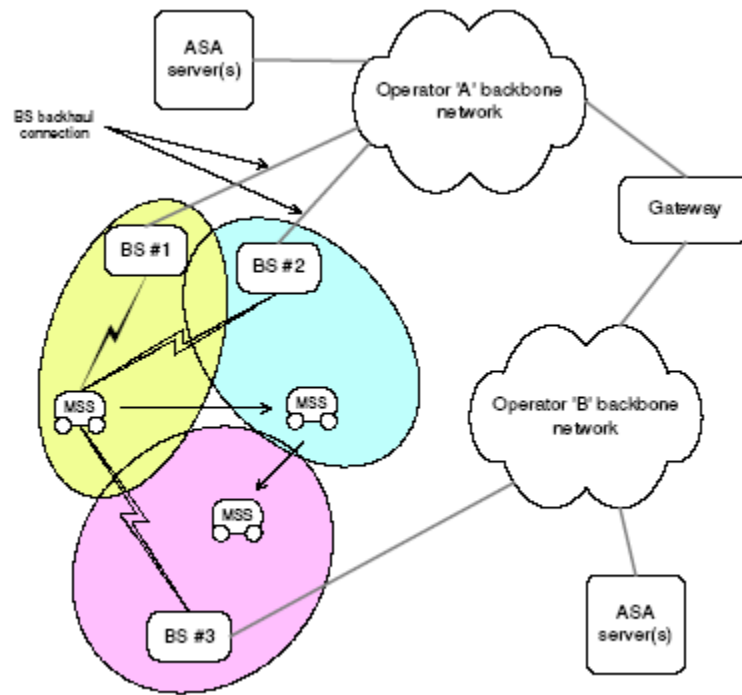 ASA
server(s)
Operator 'A' backbone
network
BS backhaul
connection
Gateway
BS #1
BS #2
MSS
MSS
Operator 'B' backbone
network
MSS
BS #3
ASA
server(s)